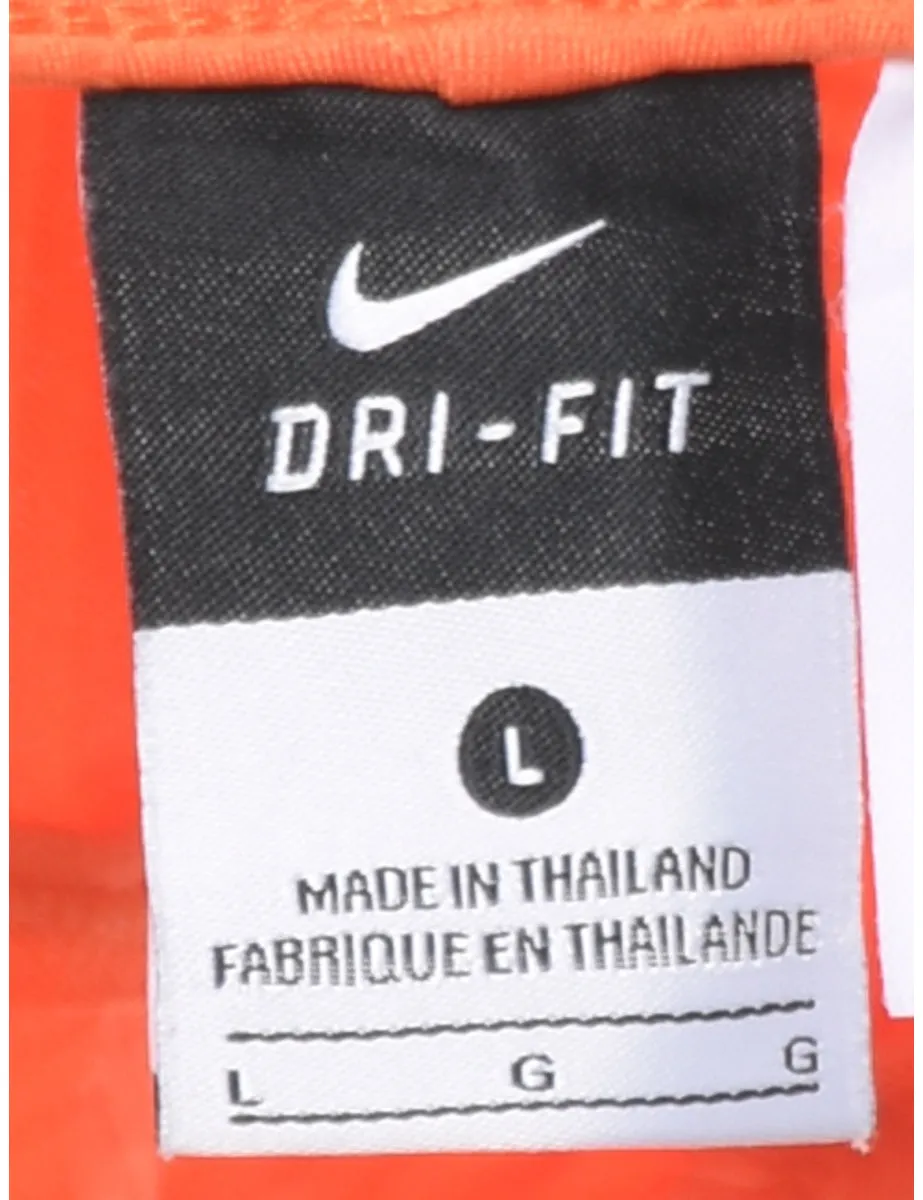 DRI-FIT
L
MADE IN THAILAND
FABRIQUE EN THAILANDE
L G G